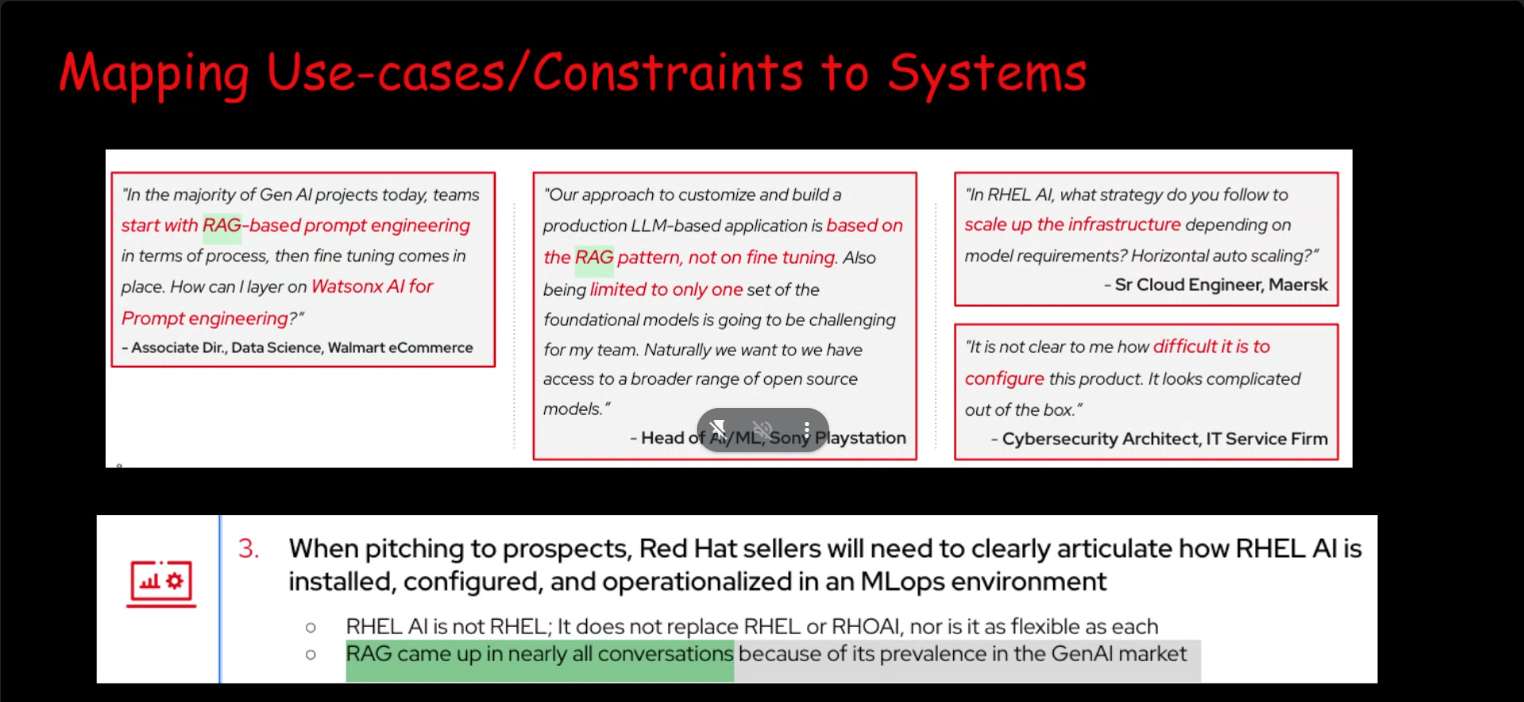 Mapping Use-cases/Constraints to Systems
"In the majority of Gen AI projects today, teams
start with RAG-based prompt engineering
in terms of process, then fine tuning comes in
place. How can I layer on Watsonx AI for
Prompt engineering?"
- Associate Dir., Data Science, Walmart eCommerce
"Our approach to customize and build a
production LLM-based application is based on
the RAG pattern, not on fine tuning. Also
being limited to only one set of the
foundational models is going to be challenging
for my team. Naturally we want to we have
access to a broader range of open source
models."
- Head of AI/ML, Sony Playstation
"In RHEL AI, what strategy do you follow to
scale up the infrastructure depending on
model requirements? Horizontal auto scaling?"
- Sr Cloud Engineer, Maersk
"It is not clear to me how difficult it is to
configure this product. It looks complicated
out of the box."
- Cybersecurity Architect, IT Service Firm
3. When pitching to prospects, Red Hat sellers will need to clearly articulate how RHEL AI is
installed, configured, and operationalized in an MLops environment
○ RHEL AI is not RHEL; It does not replace RHEL or RHOAI, nor is it as flexible as each
○ RAG came up in nearly all conversations because of its prevalence in the GenAI market